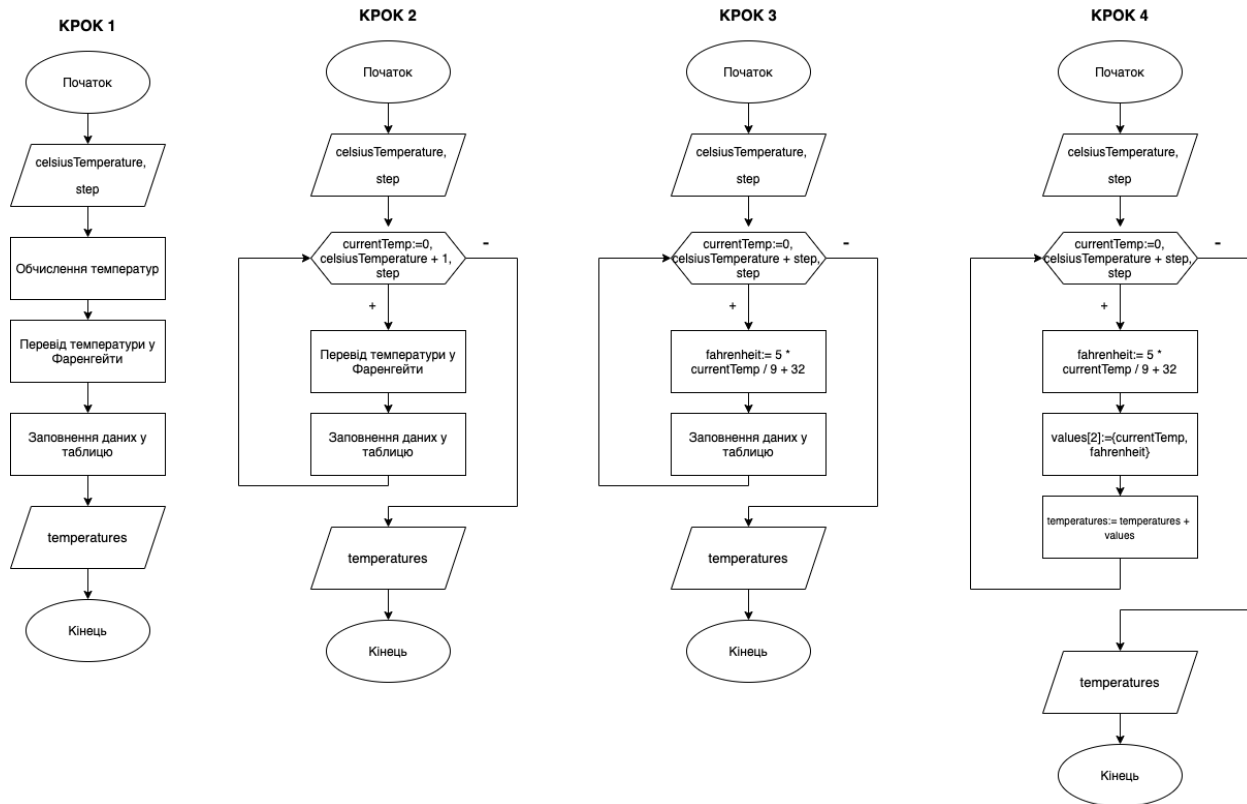 КРОК 1
Початок
celsiusTemperature,
step
Обчислення температур
Перевід температури у
Фаренгейти
Заповнення даних у
таблицю
temperatures
Кінець
КРОК 2
Початок
celsiusTemperature,
step
currentTemp:=0,
celsiusTemperature + 1,
step
-
+
Перевід температури у
Фаренгейти
Заповнення даних у
таблицю
temperatures
Кінець
КРОК 3
Початок
celsiusTemperature,
step
currentTemp:=0,
celsiusTemperature + step,
step
-
+
fahrenheit:= 5 *
currentTemp / 9 + 32
Заповнення даних у
таблицю
temperatures
Кінець
КРОК 4
Початок
celsiusTemperature,
step
currentTemp:=0,
celsiusTemperature + step,
step
-
+
fahrenheit:= 5 *
currentTemp / 9 + 32
values[2]:={currentTemp,
fahrenheit}
temperatures:= temperatures +
values
temperatures
Кінець